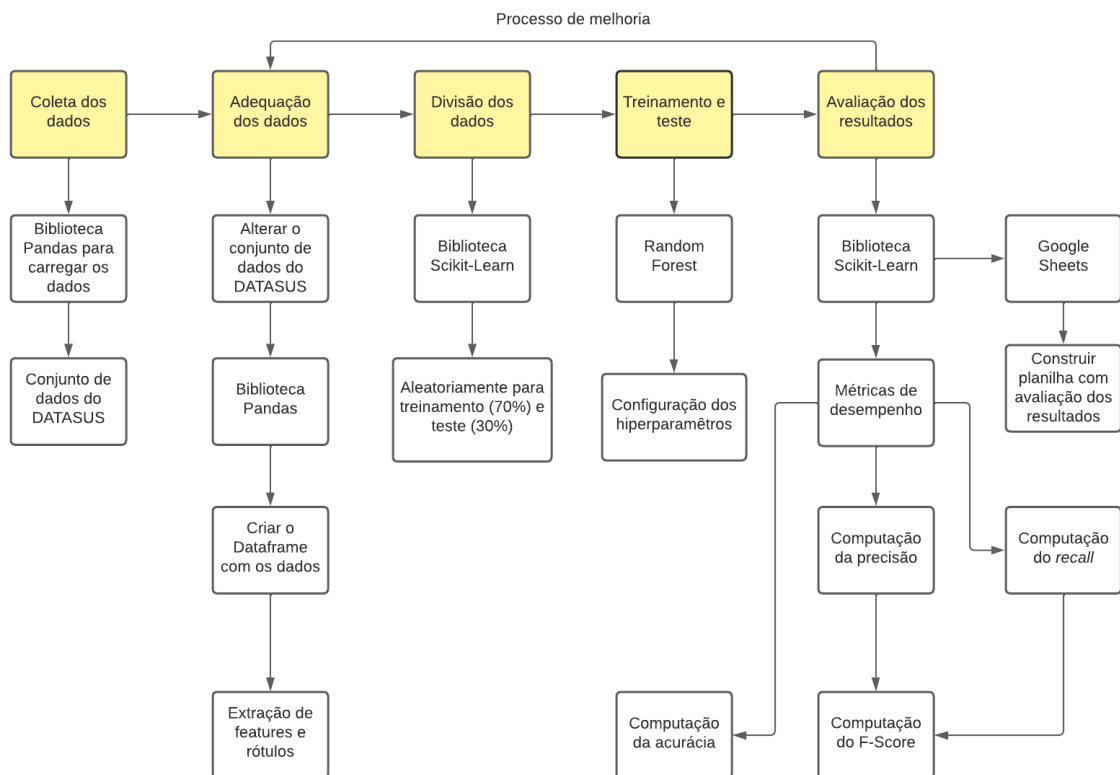 Processo de melhoria
Coleta dos
dados
Adequação
dos dados
Divisão dos
dados
Treinamento e
teste
Avaliação dos
resultados
Biblioteca
Pandas para
carregar os
dados
Alterar o
conjunto de
dados do
DATASUS
Biblioteca
Scikit-Learn
Random
Forest
Biblioteca
Scikit-Learn
Google
Sheets
Conjunto de
dados do
DATASUS
Biblioteca
Pandas
Aleatoriamente para
treinamento (70%) e
teste (30%)
Configuração dos
hiperparamêtros
Métricas de
desempenho
Construir
planilha com
avaliação dos
resultados
Criar o
Dataframe
com os dados
Computação
da precisão
Computação
do recall
Extração de
features e
rótulos
Computação
da acurácia
Computação
do F-Score